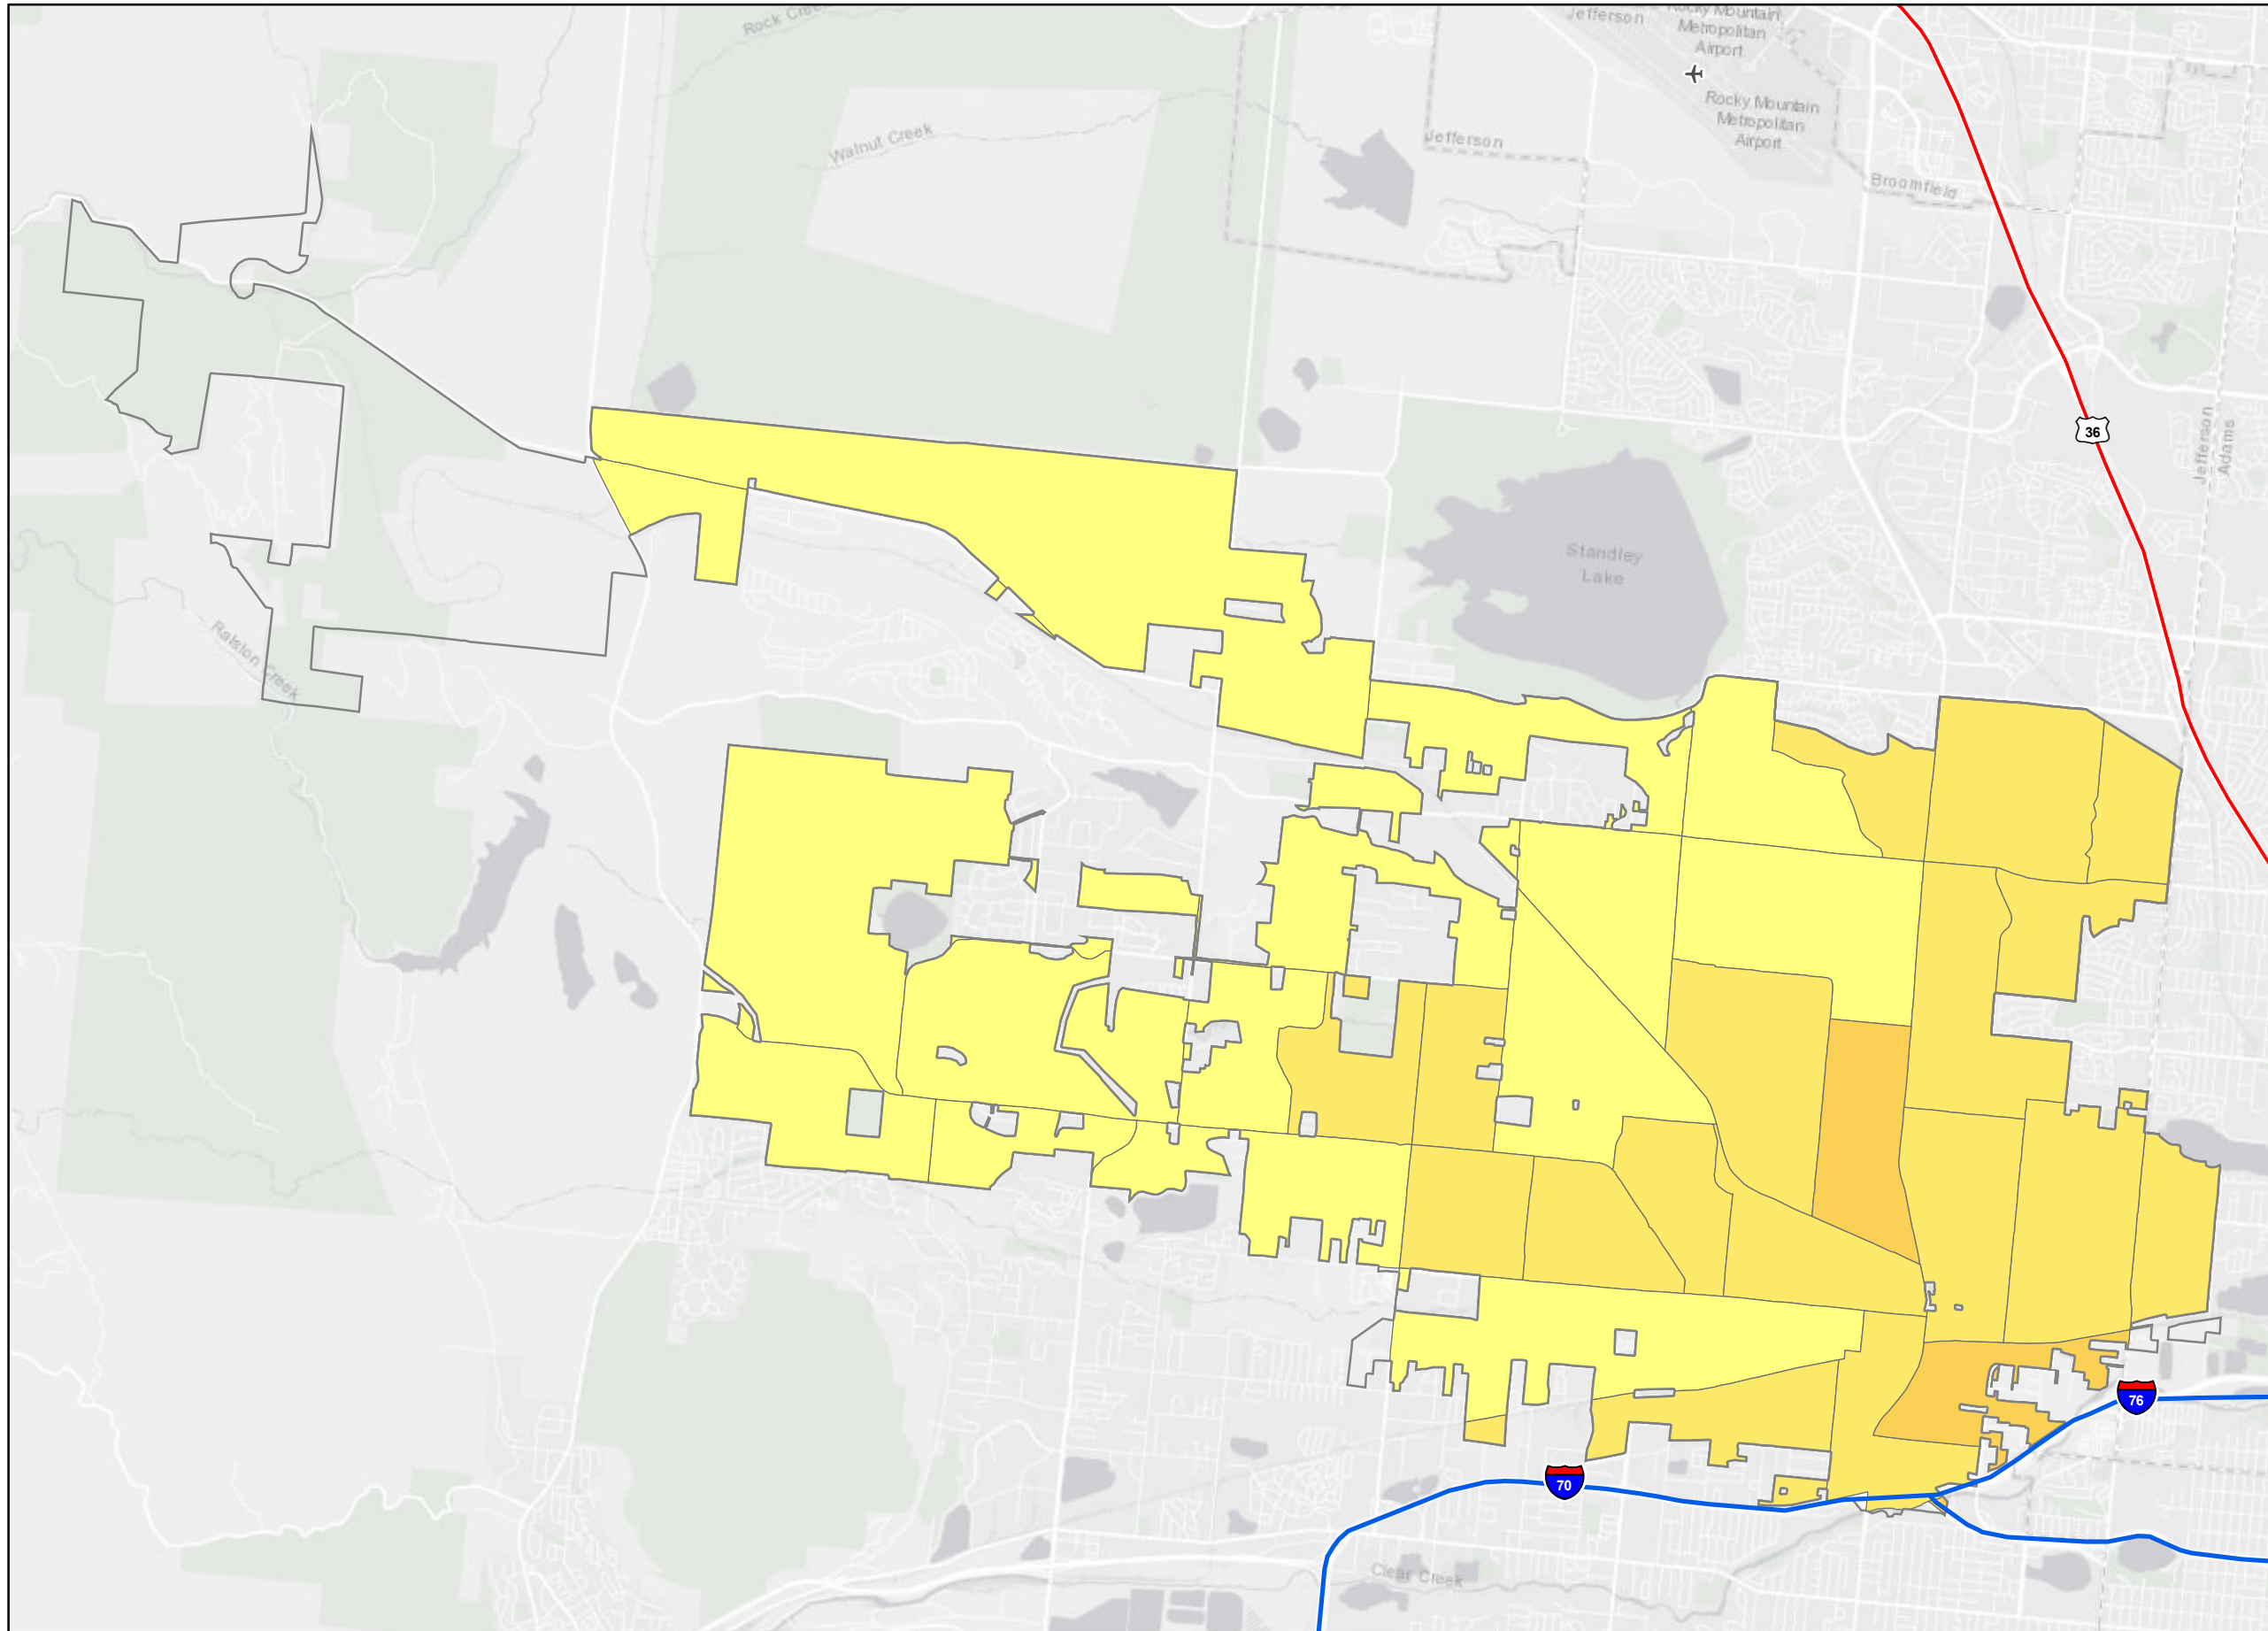 Rock Creek
Jefferson
Rocky Mountain
Metropolitan
Airport
Rocky Mountain
Metropolitan
Airport
Walnut Creek
Jefferson
Broomfield
36
Jefferson
Adams
Standley
Lake
Ralston Creek
76
70
Clear Creek